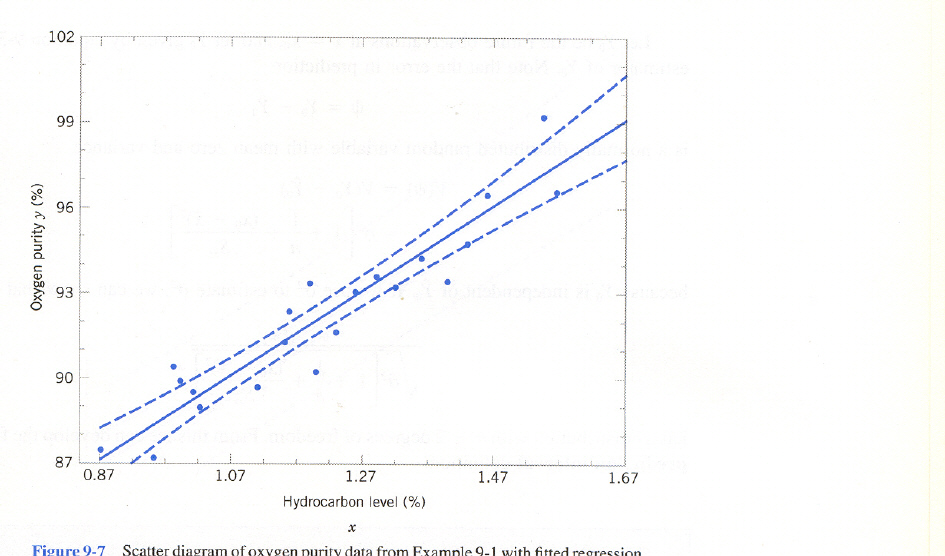 102
99
96
93
90
87
Oxygen purity y (%)
0.87 1.07 1.27 1.47 1.67
Hydrocarbon level (%)
x
Figure 9-7 Scatter diagram of oxygen purity data from Example 9-1 with fitted regression